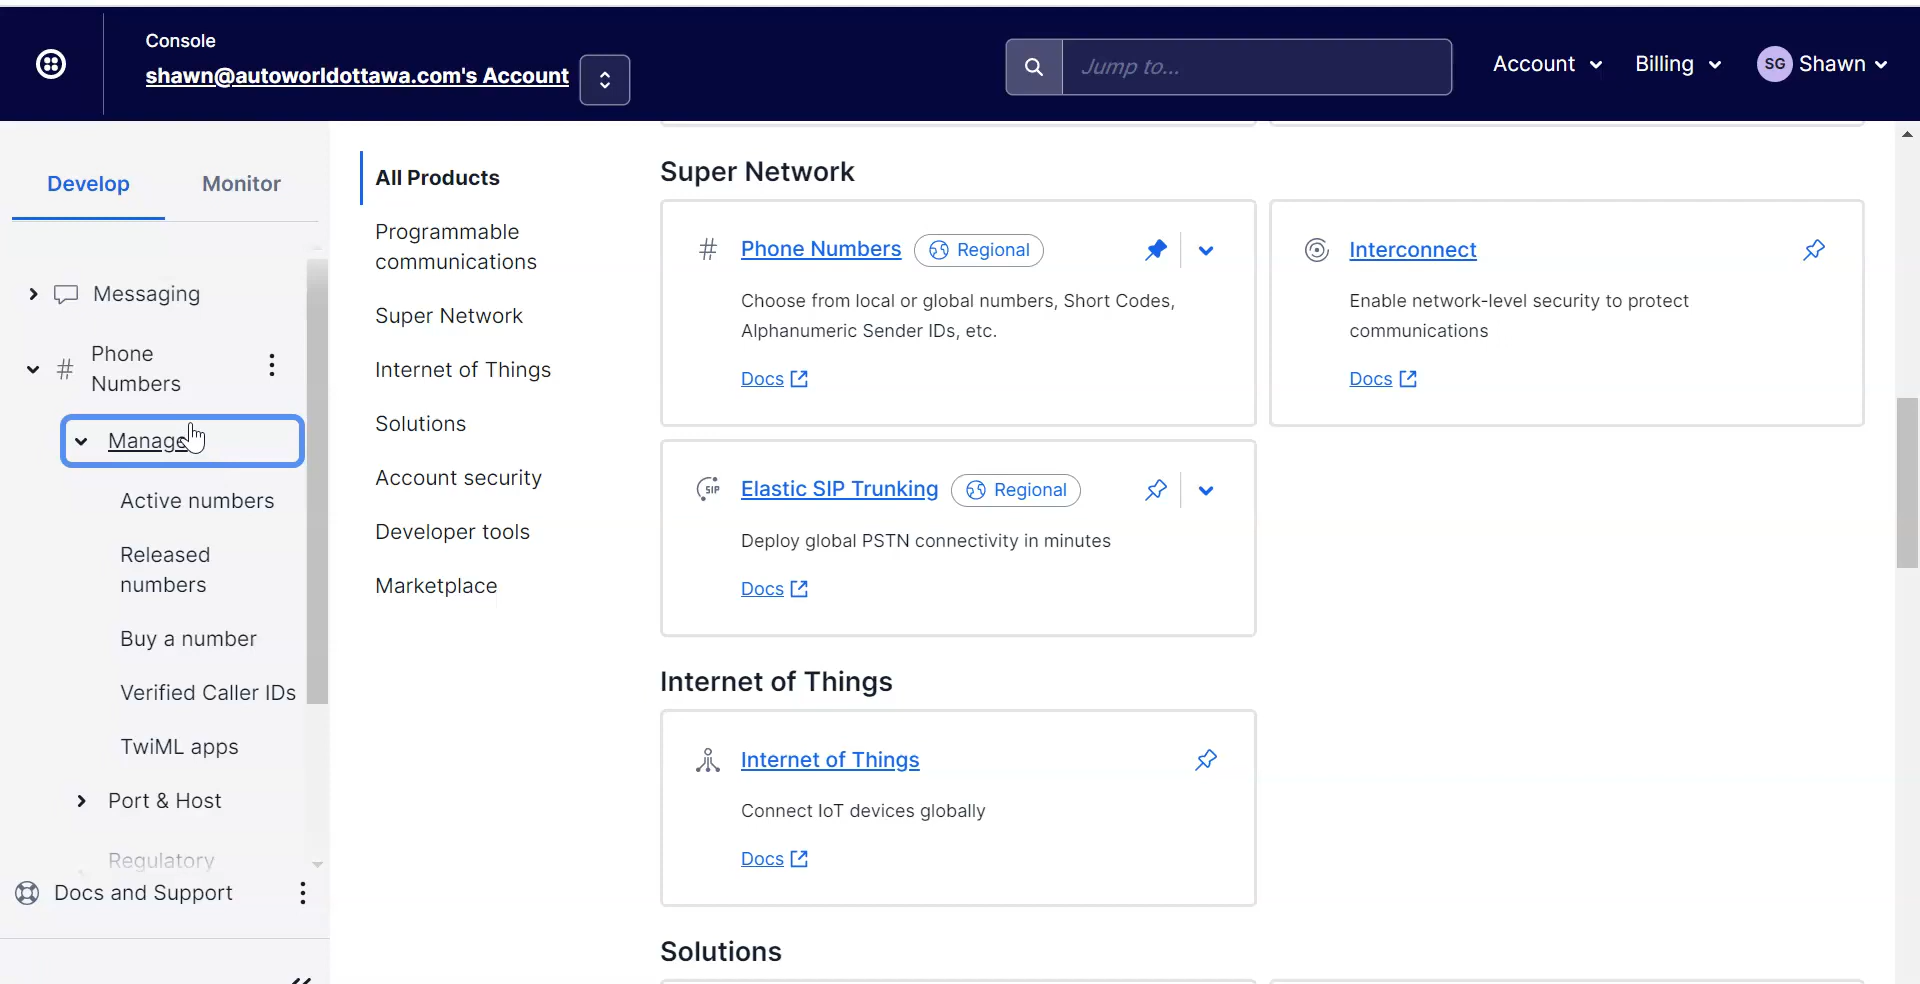 Console
shawn@autoworldottawa.com's Account
Jump to...
Account
Billing
SG
Shawn
Develop
Monitor
Messaging
Phone
Numbers
Manage
Active numbers
Released
numbers
Buy a number
Verified Caller IDs
TwiML apps
Port & Host
Regulatory
Docs and Support
All Products
Programmable
communications
Super Network
Internet of Things
Solutions
Account security
Developer tools
Marketplace
Super Network
Phone Numbers
Regional
Choose from local or global numbers, Short Codes,
Alphanumeric Sender IDs, etc.
Docs
Interconnect
Enable network-level security to protect
communications
Docs
SIP
Elastic SIP Trunking
Regional
Deploy global PSTN connectivity in minutes
Docs
Internet of Things
Internet of Things
Connect IoT devices globally
Docs
Solutions